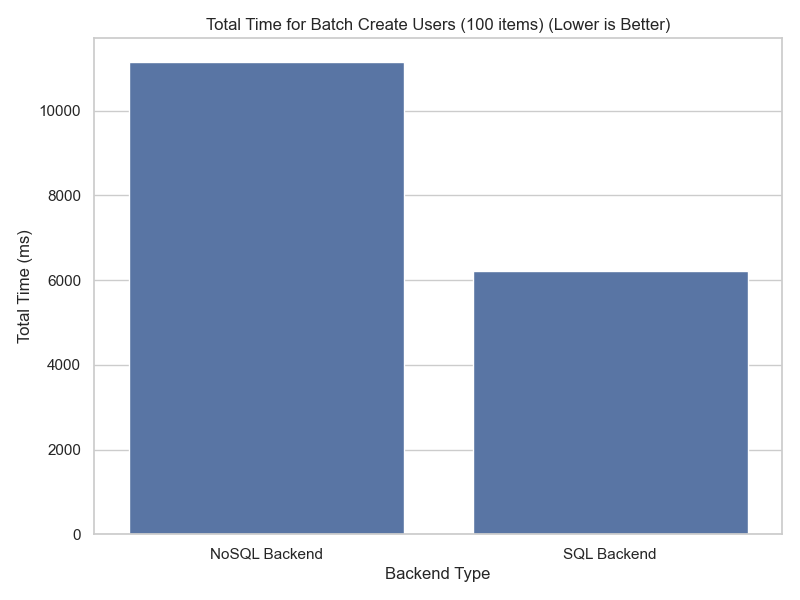 Total Time for Batch Create Users (100 items) (Lower is Better)
Total Time (ms)
10000
8000
6000
4000
2000
0
NoSQL Backend
SQL Backend
Backend Type